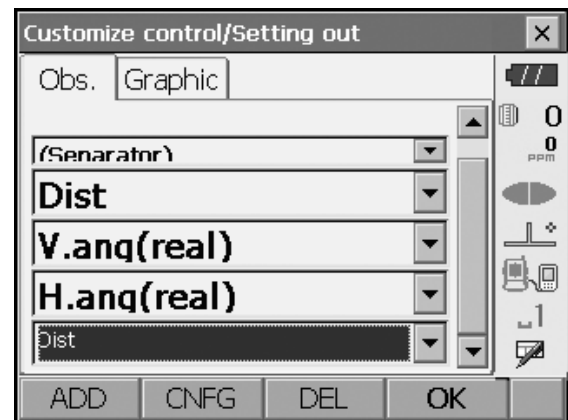 Customize control/Setting out
Obs.
Graphic
(Separator)
Dist
V.ang(real)
H.ang(real)
Dist
0
0
PPM
1
ADD
CNFG
DEL
OK